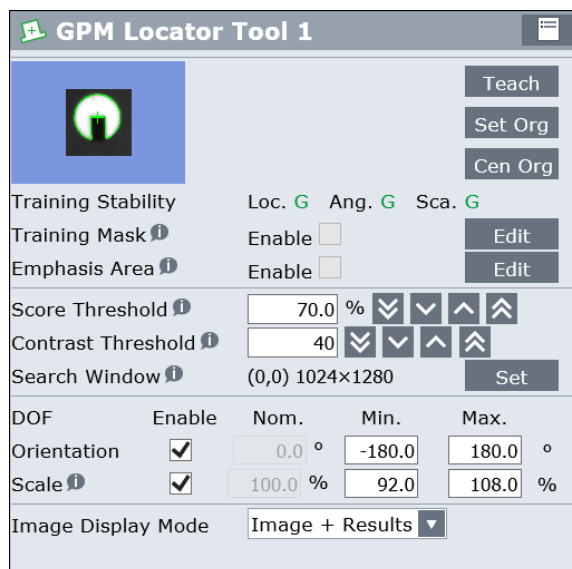 GPM Locator Tool 1
Teach
Set Org
Cen Org
Training Stability Loc. G Ang. G Sca. G
Training Mask Enable Edit
Emphasis Area Enable Edit
Score Threshold 70.0 %
Contrast Threshold 40
Search Window (0,0) 1024×1280 Set
DOF Enable Nom. Min. Max.
Orientation 0.0 ° -180.0 180.0 °
Scale 100.0 % 92.0 108.0 %
Image Display Mode Image + Results